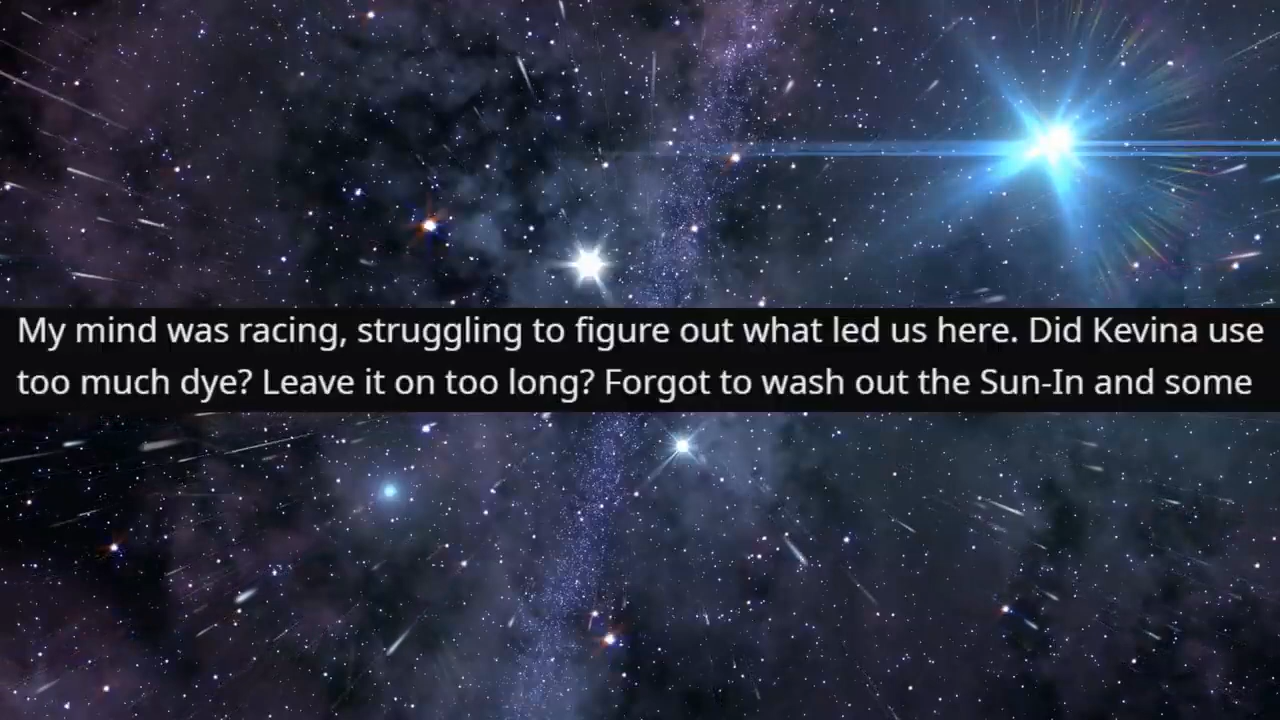 My mind was racing, struggling to figure out what led us here. Did Kevina use
too much dye? Leave it on too long? Forgot to wash out the Sun-In and some